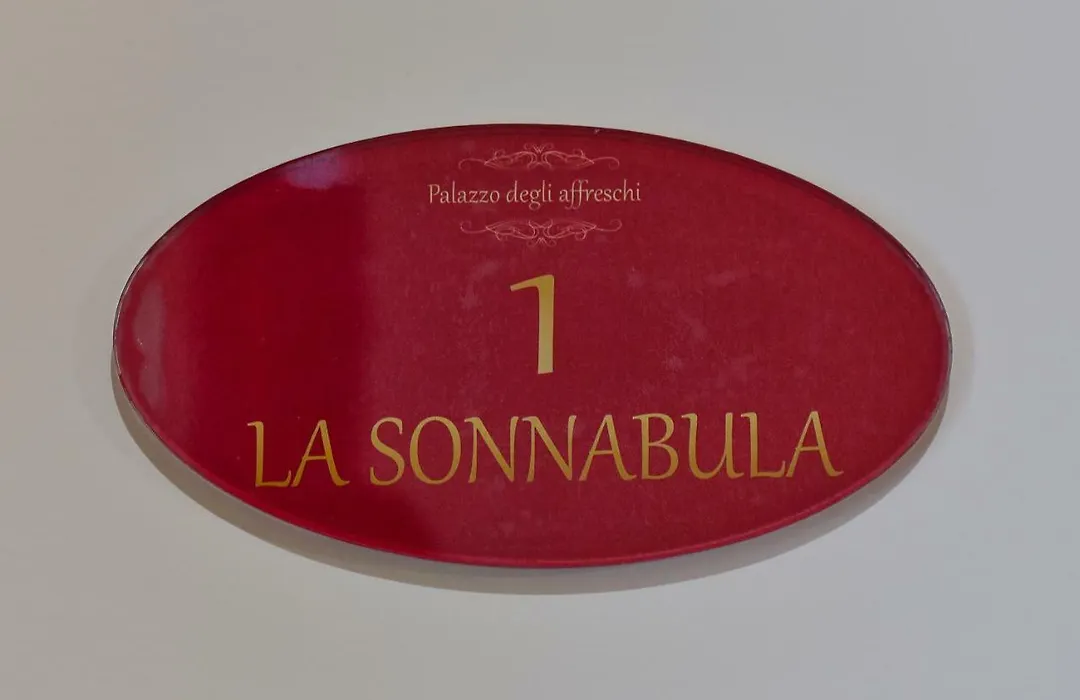 Palazzo degli affreschi
1
LA SONNABULA